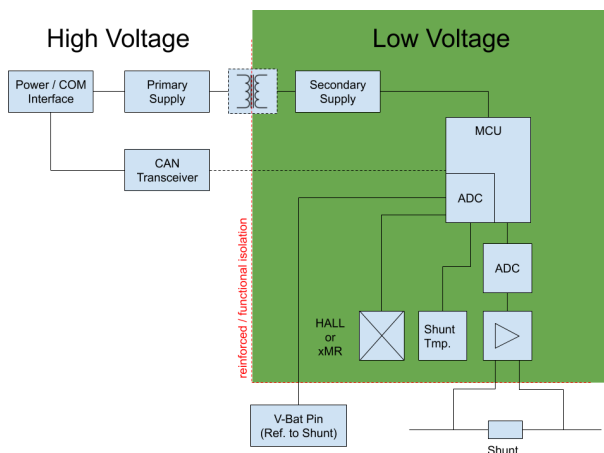 High Voltage
Low Voltage
Power / COM
Interface
Primary
Supply
Secondary
Supply
MCU
CAN
Transceiver
ADC
ADC
reinforced / functional isolation
HALL
or
xMR
Shunt
Tmp.
V-Bat Pin
(Ref. to Shunt)
Shunt